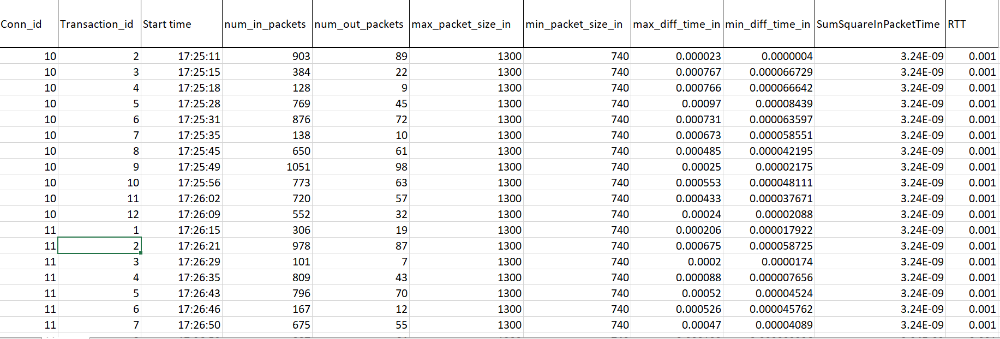 Conn_id Transaction_id Start time num_in_packets num_out_packets max_packet_size_in min_packet_size_in max_diff_time_in min_diff_time_in SumSquareInPacketTime RTT
10 2 17:25:11 903 89 1300 740 0.000023 0.0000004 3.24E-09 0.001
10 3 17:25:15 384 22 1300 740 0.000767 0.000066729 3.24E-09 0.001
10 4 17:25:18 128 9 1300 740 0.000766 0.000066642 3.24E-09 0.001
10 5 17:25:28 769 45 1300 740 0.00097 0.00008439 3.24E-09 0.001
10 6 17:25:31 876 72 1300 740 0.000731 0.000063597 3.24E-09 0.001
10 7 17:25:35 138 10 1300 740 0.000673 0.000058551 3.24E-09 0.001
10 8 17:25:45 650 61 1300 740 0.000485 0.000042195 3.24E-09 0.001
10 9 17:25:49 1051 98 1300 740 0.00025 0.00002175 3.24E-09 0.001
10 10 17:25:56 773 63 1300 740 0.000553 0.000048111 3.24E-09 0.001
10 11 17:26:02 720 57 1300 740 0.000433 0.000037671 3.24E-09 0.001
10 12 17:26:09 552 32 1300 740 0.00024 0.00002088 3.24E-09 0.001
11 1 17:26:15 306 19 1300 740 0.000206 0.000017922 3.24E-09 0.001
11 2 17:26:21 978 87 1300 740 0.000675 0.000058725 3.24E-09 0.001
11 3 17:26:29 101 7 1300 740 0.0002 0.0000174 3.24E-09 0.001
11 4 17:26:35 809 43 1300 740 0.000088 0.000007656 3.24E-09 0.001
11 5 17:26:43 796 70 1300 740 0.00052 0.00004524 3.24E-09 0.001
11 6 17:26:46 167 12 1300 740 0.000526 0.000045762 3.24E-09 0.001
11 7 17:26:50 675 55 1300 740 0.00047 0.00004089 3.24E-09 0.001